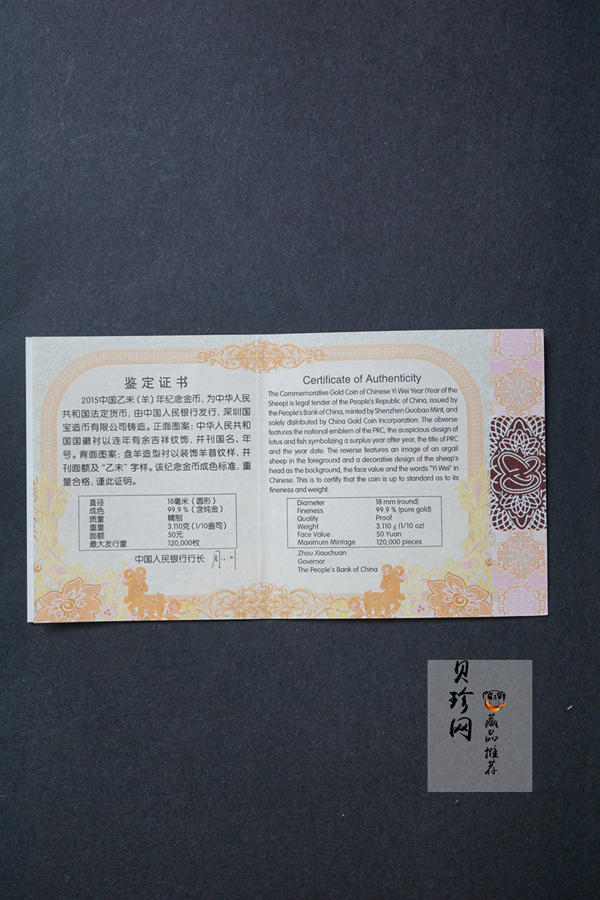 鉴定证书
2015中国乙未(羊)年纪念金币,为中华人民
共和国法定货币,由中国人民银行发行,深圳国
宝造币有限公司铸造。正面图案:中华人民共和
国国徽衬以连年有余吉祥纹饰,并刊国名、年
号。背面图案:盘羊造型衬以装饰羊首纹样,并
刊面额及“乙未”字样。该纪念金币成色标准,重
量合格,谨此证明。
直径 18毫米(圆形)
成色 99.9%(含纯金)
质量 精制
重量 3.110克(1/10盎司)
面额 50元
最大发行量 120,000枚
中国人民银行行长
Certificate of Authenticity
The Commemorative Gold Coin of Chinese Yi Wei Year (Year of the
Sheep) is legal tender of the People's Republic of China, issued by
the People's Bank of China, minted by Shenzhen Guobao Mint, and
solely distributed by China Gold Coin Incorporation. The obverse
features the national emblem of the PRC, the auspicious design of
lotus and fish symbolizing a surplus year after year, the title of PRC
and the year date. The reverse features an image of an argali
sheep in the foreground and a decorative design of the sheep's
head as the background, the face value and the words "Yi Wei" in
Chinese. This is to certify that the coin is up to standard as to its
fineness and weight.
Diameter 18 mm (round)
Fineness 99.9 % (pure gold)
Quality Proof
Weight 3.110 g (1/10 oz)
Face Value 50 Yuan
Maximum Mintage 120,000 pieces
Zhou Xiaochuan
Governor
The People's Bank of China
贝珍网
藏品推荐